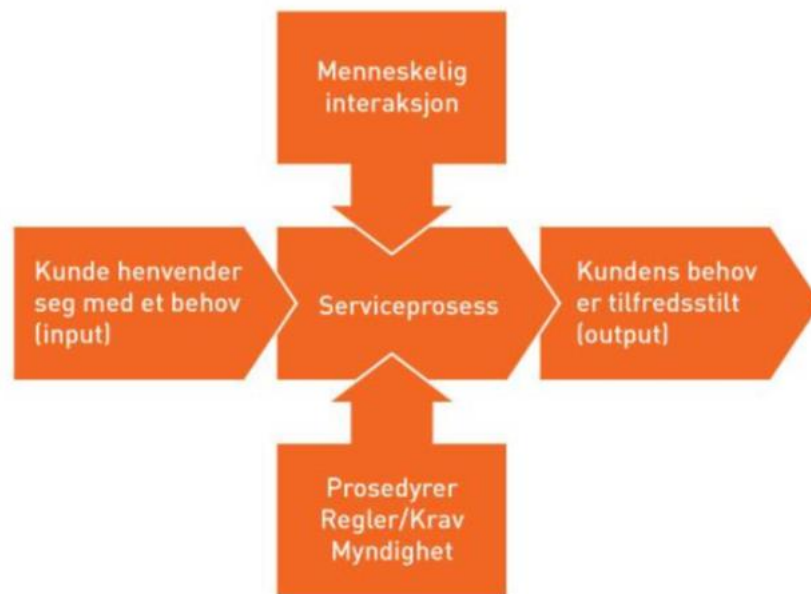 Menneskelig
interaksjon
Kunde henvender
seg med et behov
(input)
Serviceprosess
Kundens behov
er tilfredsstilt
(output)
Prosedyrer
Regler/Krav
Myndighet